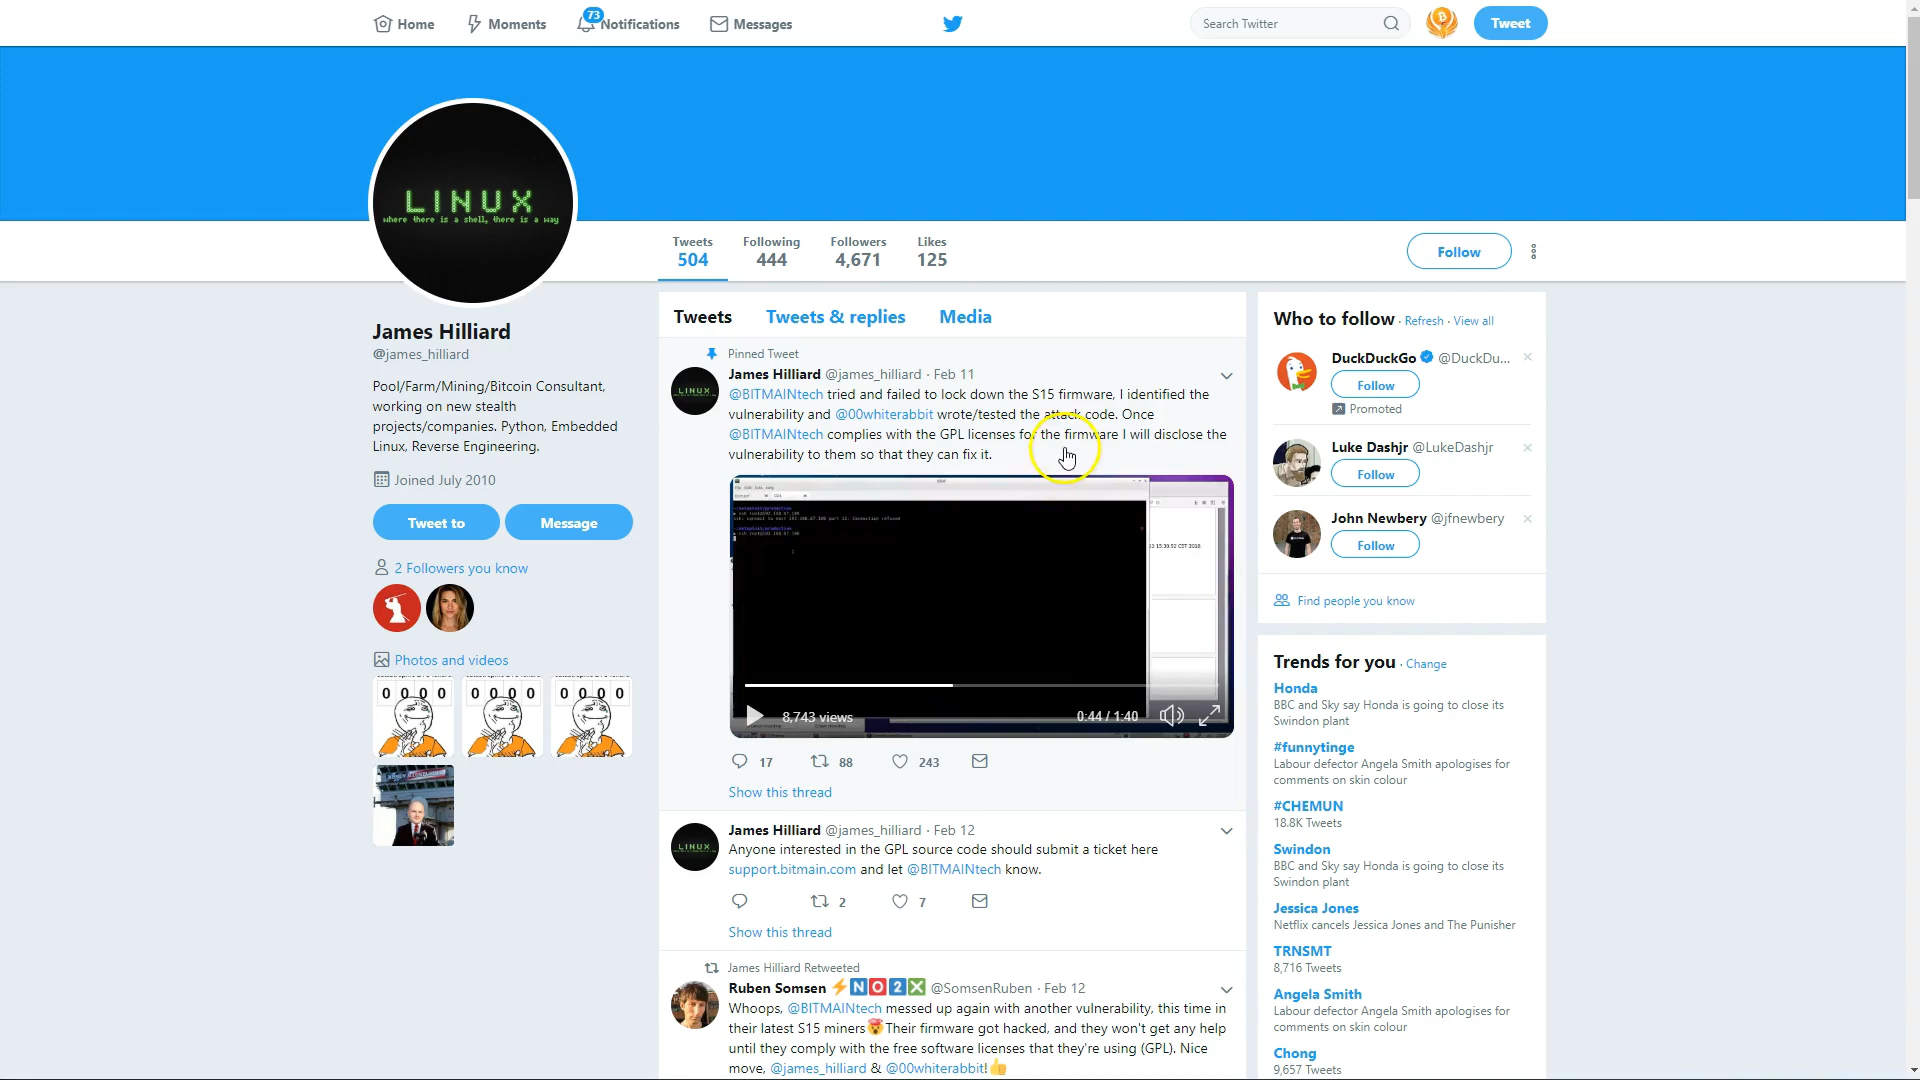 Home
Moments
73
Notifications
Messages
Search Twitter
Tweet
LINUX
where there is a shell, there is a way
Tweets
504
Following
444
Followers
4,671
Likes
125
Follow
James Hilliard
@james_hilliard
Pool/Farm/Mining/Bitcoin Consultant,
working on new stealth
projects/companies. Python, Embedded
Linux, Reverse Engineering.
Joined July 2010
Tweet to
Message
2 Followers you know
Photos and videos
0 0 0 0
0 0 0 0
0 0 0 0
Tweets
Tweets & replies
Media
Pinned Tweet
James Hilliard @james_hilliard · Feb 11
@BITMAINtech tried and failed to lock down the S15 firmware, I identified the
vulnerability and @00whiterabbit wrote/tested the attack code. Once
@BITMAINtech complies with the GPL licenses for the firmware I will disclose the
vulnerability to them so that they can fix it.
8,743 views
0:44 / 1:40
17
88
243
Show this thread
James Hilliard @james_hilliard · Feb 12
Anyone interested in the GPL source code should submit a ticket here
support.bitmain.com and let @BITMAINtech know.
2
7
Show this thread
James Hilliard Retweeted
Ruben Somsen ⚡🇳🅾2️⃣❎ @SomsenRuben · Feb 12
Whoops, @BITMAINtech messed up again with another vulnerability, this time in
their latest S15 miners🤯Their firmware got hacked, and they won't get any help
until they comply with the free software licenses that they're using (GPL). Nice
move, @james_hilliard & @00whiterabbit!👍
Who to follow · Refresh · View all
DuckDuckGo @DuckDu...
Follow
Promoted
Luke Dashjr @LukeDashjr
Follow
John Newbery @jfnewbery
Follow
Find people you know
Trends for you · Change
Honda
BBC and Sky say Honda is going to close its
Swindon plant
#funnytinge
Labour defector Angela Smith apologises for
comments on skin colour
#CHEMUN
18.8K Tweets
Swindon
BBC and Sky say Honda is going to close its
Swindon plant
Jessica Jones
Netflix cancels Jessica Jones and The Punisher
TRNSMT
8,716 Tweets
Angela Smith
Labour defector Angela Smith apologises for
comments on skin colour
Chong
9,657 Tweets